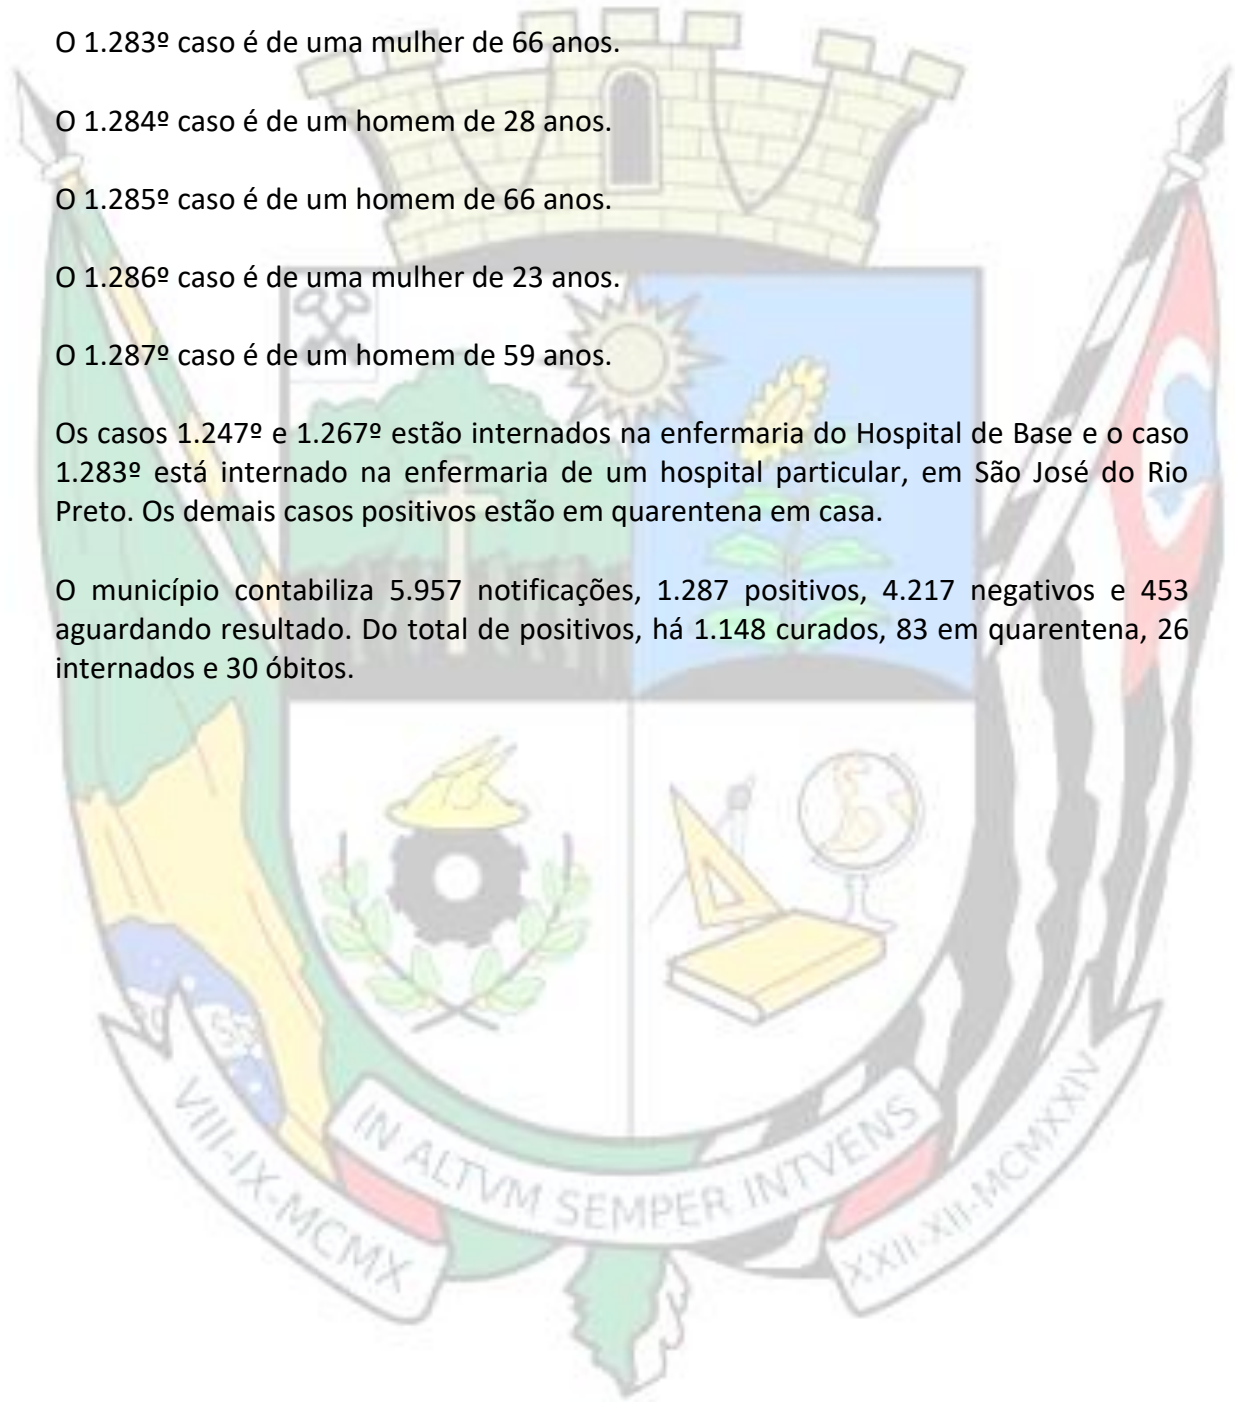 O 1.283º caso é de uma mulher de 66 anos.
O 1.284º caso é de um homem de 28 anos.
O 1.285º caso é de um homem de 66 anos.
O 1.286º caso é de uma mulher de 23 anos.
O 1.287º caso é de um homem de 59 anos.
Os casos 1.247º e 1.267º estão internados na enfermaria do Hospital de Base e o caso
1.283º está internado na enfermaria de um hospital particular, em São José do Rio
Preto. Os demais casos positivos estão em quarentena em casa.
O município contabiliza 5.957 notificações, 1.287 positivos, 4.217 negativos e 453
aguardando resultado. Do total de positivos, há 1.148 curados, 83 em quarentena, 26
internados e 30 óbitos.
VIII-IX-MCMX
IN ALTVM SEMPER INTVENS
XXII-XII-MCMXXIV